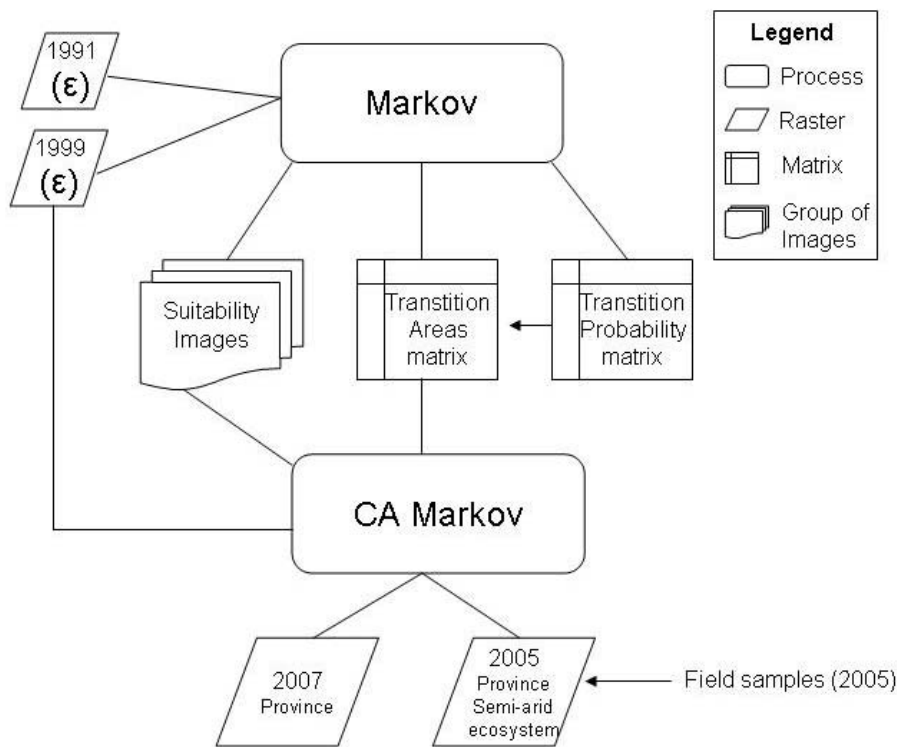 1991
(ε)
1999
(ε)
Markov
Legend
Process
Raster
Matrix
Group of
Images
Suitability
Images
Transtition
Areas
matrix
Transtition
Probability
matrix
CA Markov
2007
Province
2005
Province
Semi-arid
ecosystem
Field samples (2005)